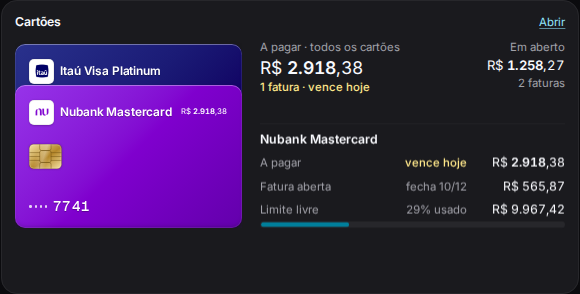 Cartões
Abrir
itaú
Itaú Visa Platinum
nu
Nubank Mastercard R$ 2.918,38
•••• 7741
A pagar · todos os cartões
R$ 2.918,38
1 fatura · vence hoje
Em aberto
R$ 1.258,27
2 faturas
Nubank Mastercard
A pagar vence hoje R$ 2.918,38
Fatura aberta fecha 10/12 R$ 565,87
Limite livre 29% usado R$ 9.967,42